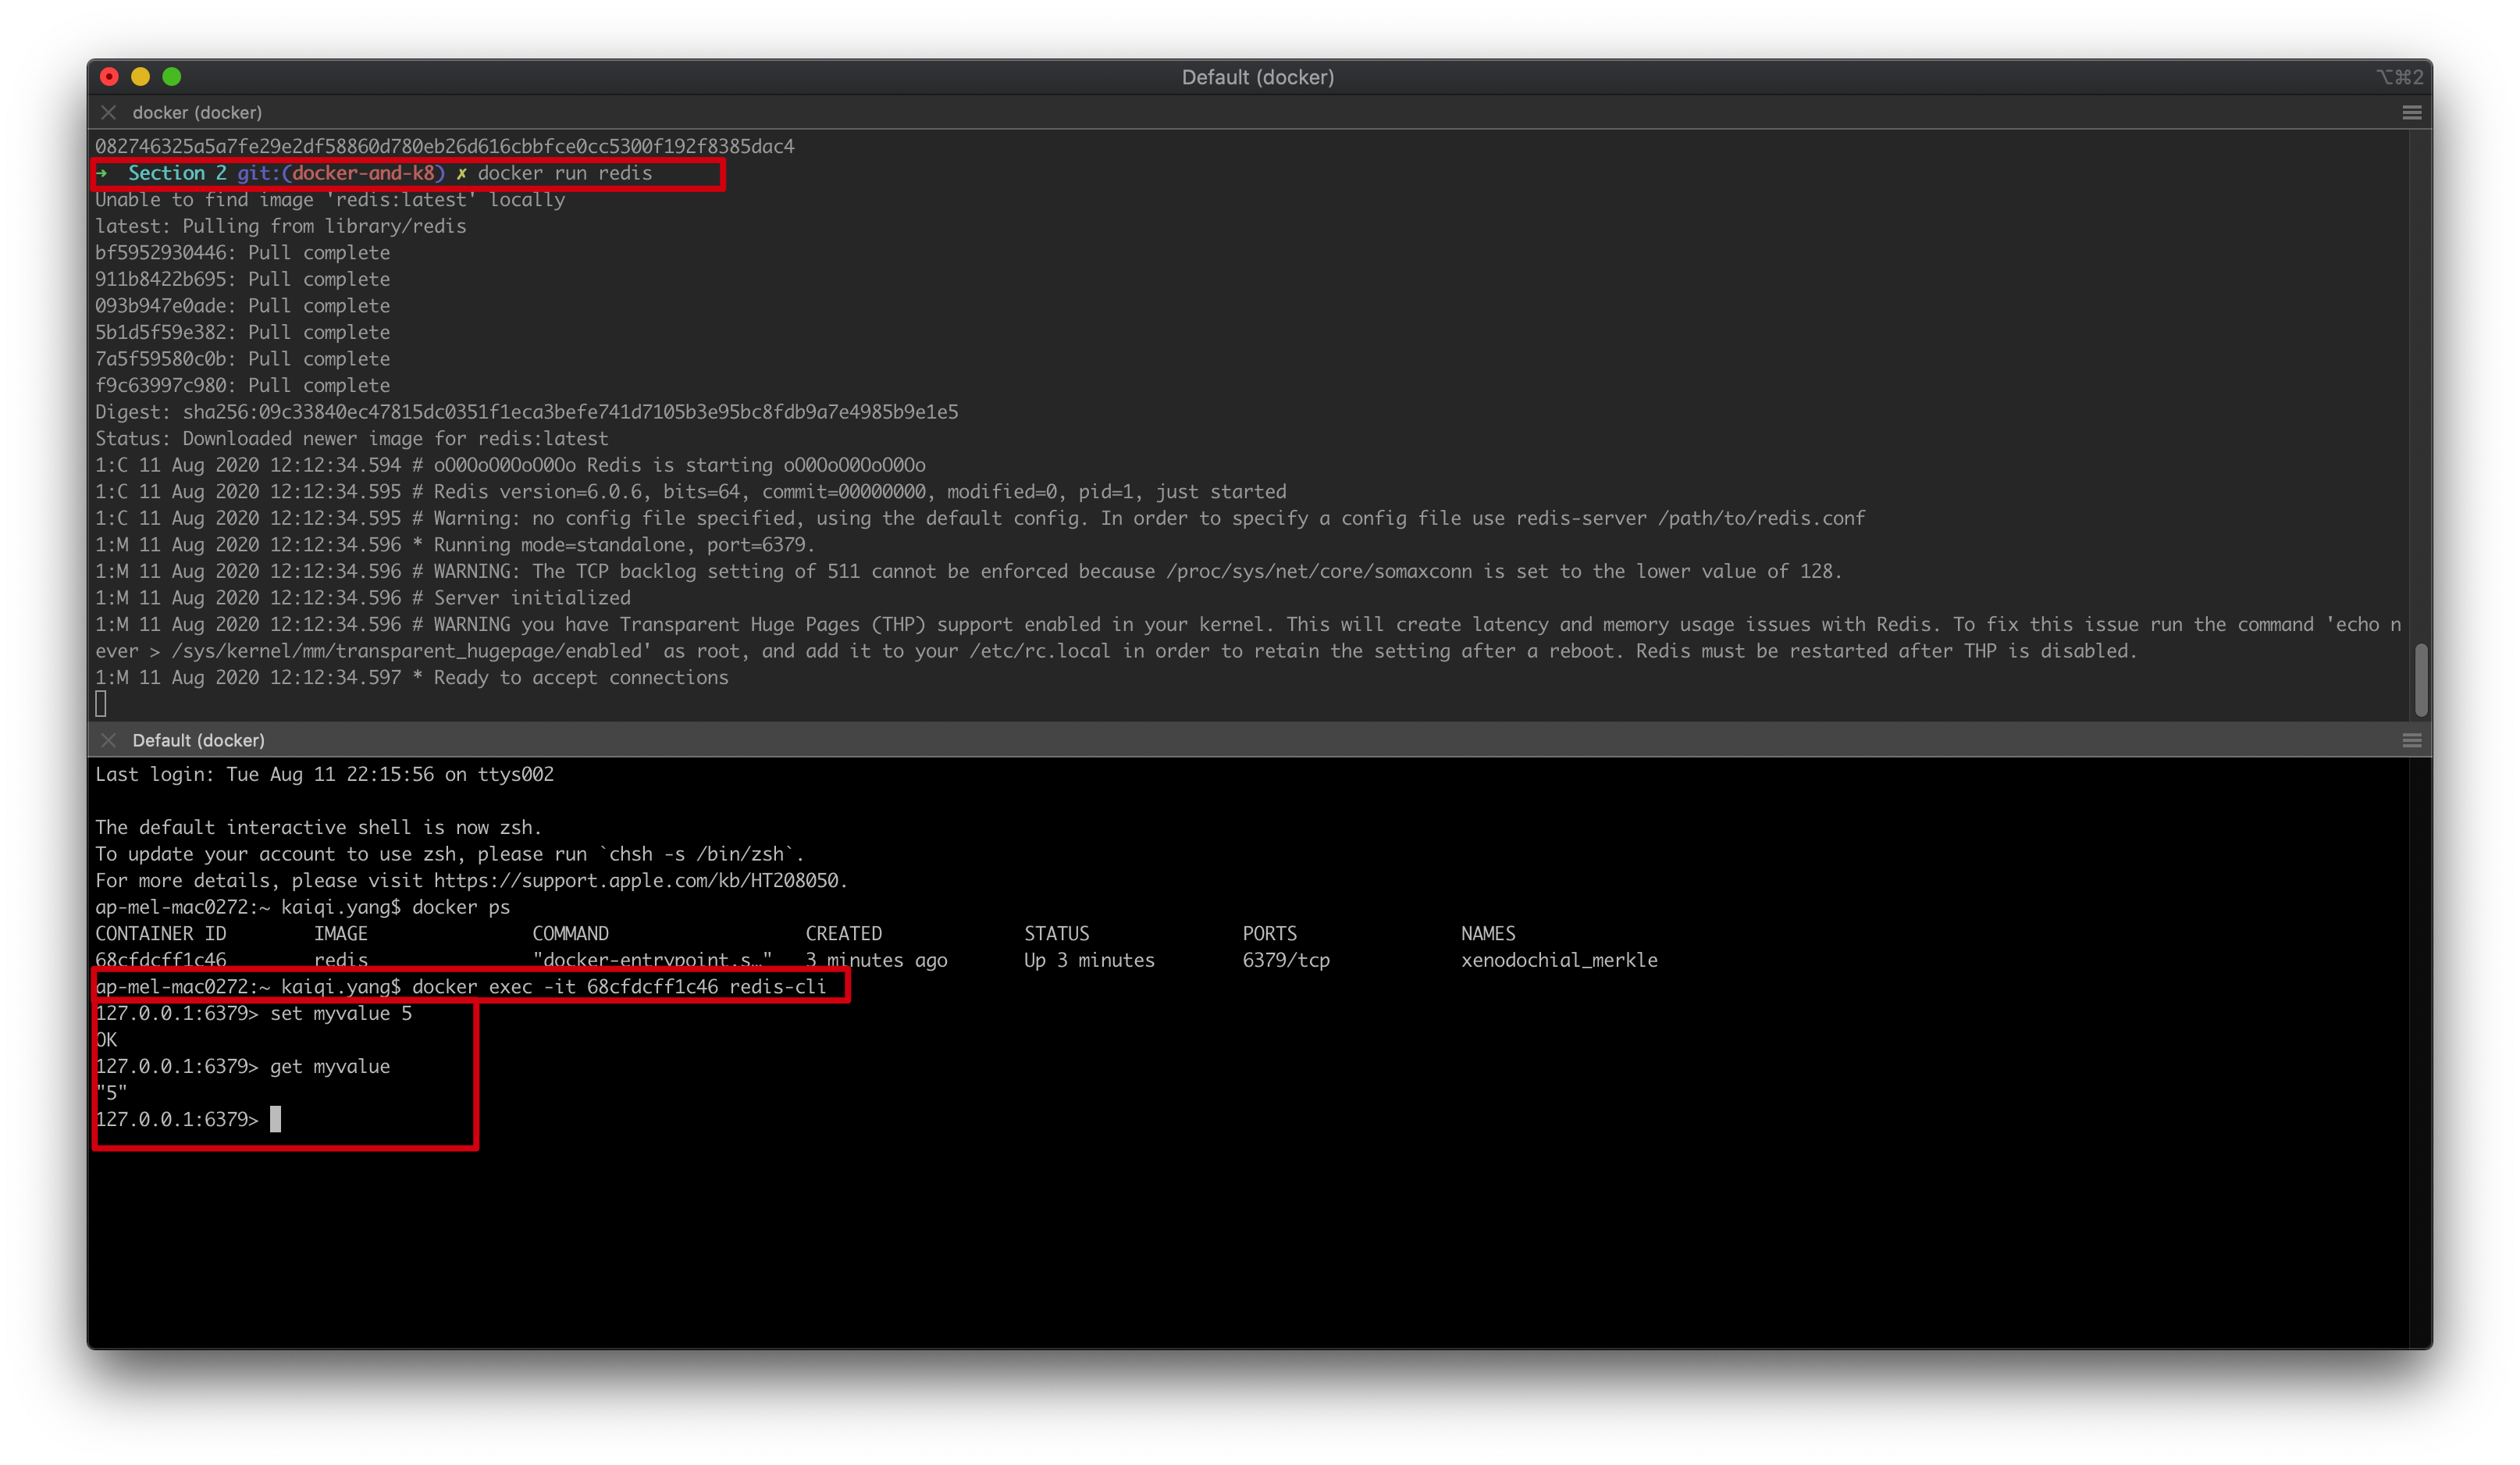 Default (docker)
⌥⌘2
docker (docker)
082746325a5a7fe29e2df58860d780eb26d616cbbfce0cc5300f192f8385dac4
➜  Section 2 git:(docker-and-k8) ✗ docker run redis
Unable to find image 'redis:latest' locally
latest: Pulling from library/redis
bf5952930446: Pull complete
911b8422b695: Pull complete
093b947e0ade: Pull complete
5b1d5f59e382: Pull complete
7a5f59580c0b: Pull complete
f9c63997c980: Pull complete
Digest: sha256:09c33840ec47815dc0351f1eca3befe741d7105b3e95bc8fdb9a7e4985b9e1e5
Status: Downloaded newer image for redis:latest
1:C 11 Aug 2020 12:12:34.594 # oO0OoO0OoO0Oo Redis is starting oO0OoO0OoO0Oo
1:C 11 Aug 2020 12:12:34.595 # Redis version=6.0.6, bits=64, commit=00000000, modified=0, pid=1, just started
1:C 11 Aug 2020 12:12:34.595 # Warning: no config file specified, using the default config. In order to specify a config file use redis-server /path/to/redis.conf
1:M 11 Aug 2020 12:12:34.596 * Running mode=standalone, port=6379.
1:M 11 Aug 2020 12:12:34.596 # WARNING: The TCP backlog setting of 511 cannot be enforced because /proc/sys/net/core/somaxconn is set to the lower value of 128.
1:M 11 Aug 2020 12:12:34.596 # Server initialized
1:M 11 Aug 2020 12:12:34.596 # WARNING you have Transparent Huge Pages (THP) support enabled in your kernel. This will create latency and memory usage issues with Redis. To fix this issue run the command 'echo n
ever > /sys/kernel/mm/transparent_hugepage/enabled' as root, and add it to your /etc/rc.local in order to retain the setting after a reboot. Redis must be restarted after THP is disabled.
1:M 11 Aug 2020 12:12:34.597 * Ready to accept connections
Default (docker)
Last login: Tue Aug 11 22:15:56 on ttys002
The default interactive shell is now zsh.
To update your account to use zsh, please run `chsh -s /bin/zsh`.
For more details, please visit https://support.apple.com/kb/HT208050.
ap-mel-mac0272:~ kaiqi.yang$ docker ps
CONTAINER ID        IMAGE               COMMAND                  CREATED             STATUS              PORTS               NAMES
68cfdcff1c46        redis               "docker-entrypoint.s…"   3 minutes ago       Up 3 minutes        6379/tcp            xenodochial_merkle
ap-mel-mac0272:~ kaiqi.yang$ docker exec -it 68cfdcff1c46 redis-cli
127.0.0.1:6379> set myvalue 5
OK
127.0.0.1:6379> get myvalue
"5"
127.0.0.1:6379>